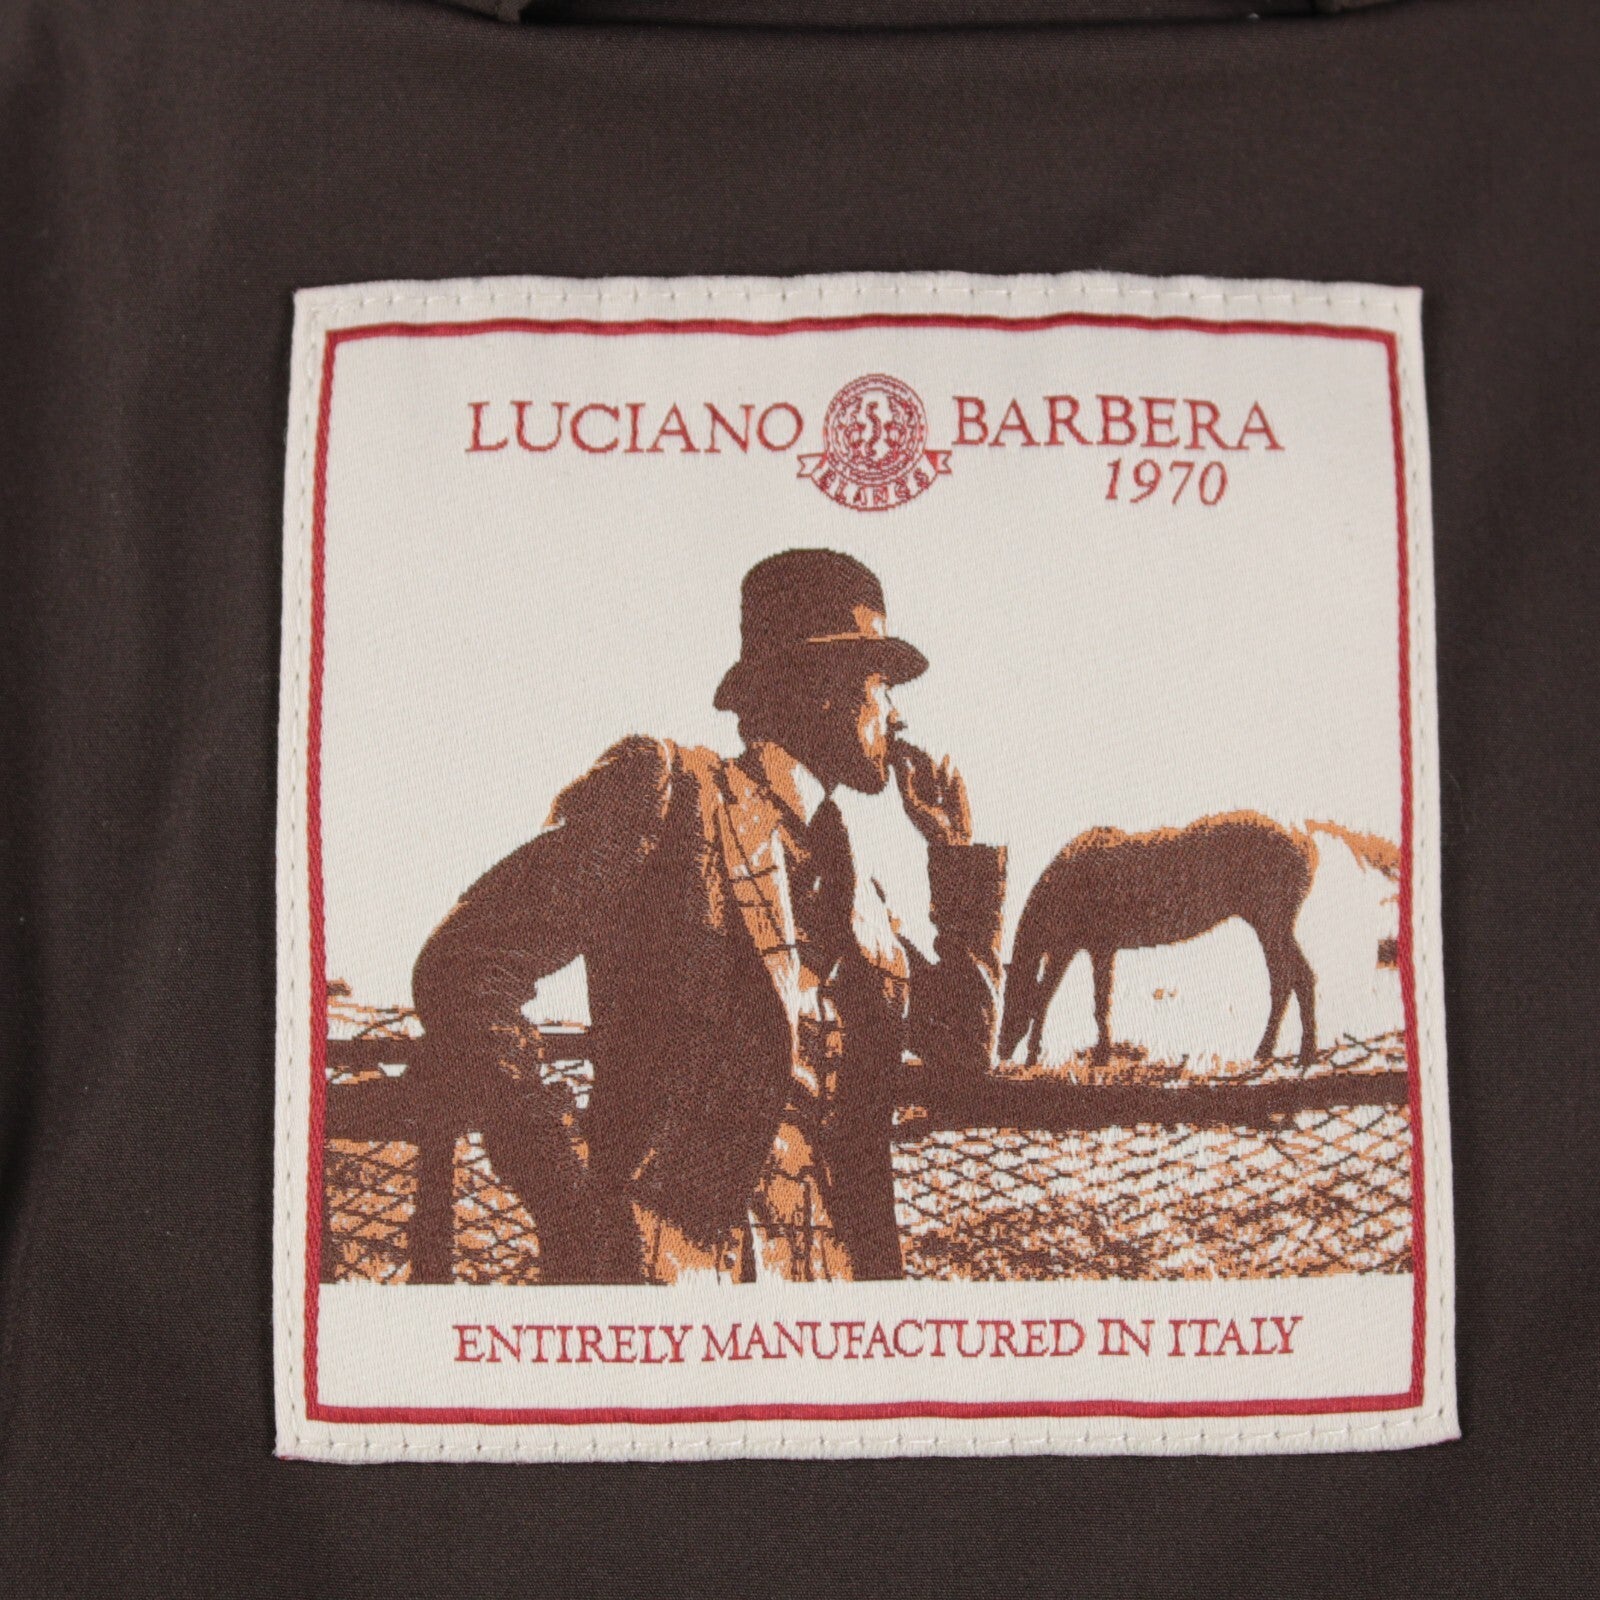 LUCIANO BARBERA
1970
ENTIRELY MANUFACTURED IN ITALY